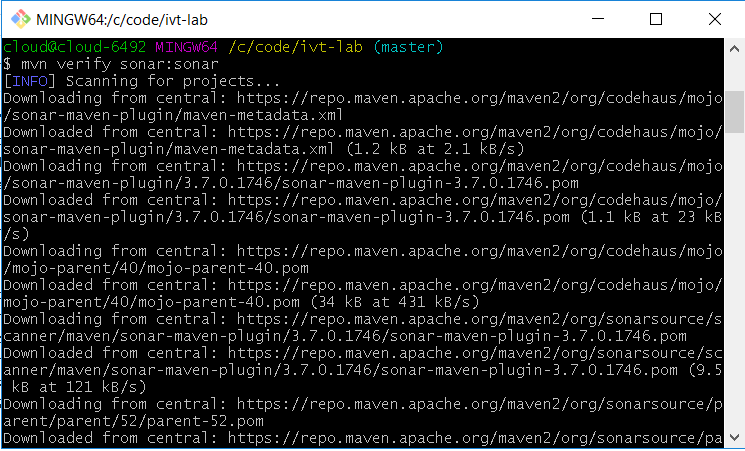 MINGW64:/c/code/ivt-lab
cloud@cloud-6492 MINGW64 /c/code/ivt-lab (master)
$ mvn verify sonar:sonar
[INFO] Scanning for projects...
Downloading from central: https://repo.maven.apache.org/maven2/org/codehaus/mojo
/sonar-maven-plugin/maven-metadata.xml
Downloaded from central: https://repo.maven.apache.org/maven2/org/codehaus/mojo/
sonar-maven-plugin/maven-metadata.xml (1.2 kB at 2.1 kB/s)
Downloading from central: https://repo.maven.apache.org/maven2/org/codehaus/mojo
/sonar-maven-plugin/3.7.0.1746/sonar-maven-plugin-3.7.0.1746.pom
Downloaded from central: https://repo.maven.apache.org/maven2/org/codehaus/mojo/
sonar-maven-plugin/3.7.0.1746/sonar-maven-plugin-3.7.0.1746.pom (1.1 kB at 23 kB
/s)
Downloading from central: https://repo.maven.apache.org/maven2/org/codehaus/mojo
/mojo-parent/40/mojo-parent-40.pom
Downloaded from central: https://repo.maven.apache.org/maven2/org/codehaus/mojo/
mojo-parent/40/mojo-parent-40.pom (34 kB at 431 kB/s)
Downloading from central: https://repo.maven.apache.org/maven2/org/sonarsource/s
canner/maven/sonar-maven-plugin/3.7.0.1746/sonar-maven-plugin-3.7.0.1746.pom
Downloaded from central: https://repo.maven.apache.org/maven2/org/sonarsource/sc
anner/maven/sonar-maven-plugin/3.7.0.1746/sonar-maven-plugin-3.7.0.1746.pom (9.5
 kB at 121 kB/s)
Downloading from central: https://repo.maven.apache.org/maven2/org/sonarsource/p
arent/parent/52/parent-52.pom
Downloaded from central: https://repo.maven.apache.org/maven2/org/sonarsource/pa